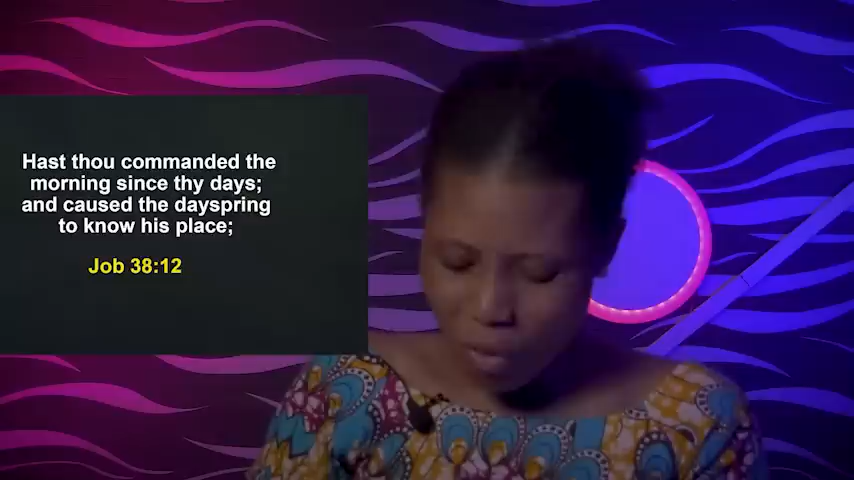 Hast thou commanded the
morning since thy days;
and caused the dayspring
to know his place;
Job 38:12